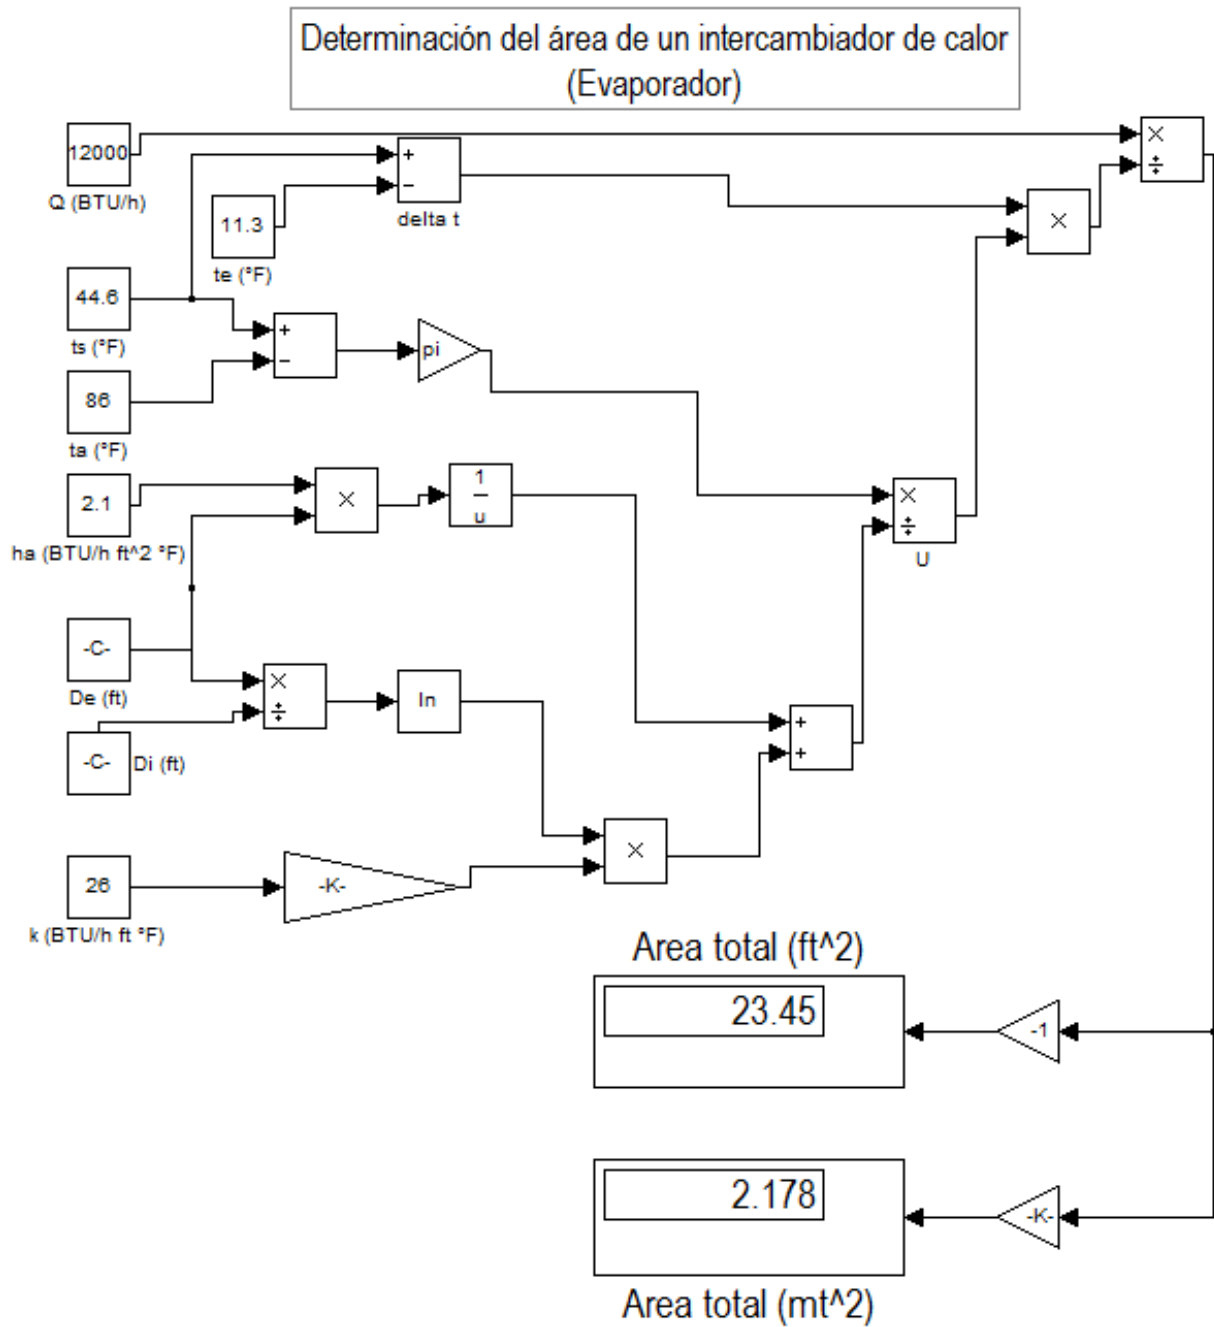 Determinación del área de un intercambiador de calor
(Evaporador)
12000
Q (BTU/h)
+
−
delta t
×
÷
×
11.3
te (°F)
44.6
ts (°F)
+
−
pi
86
ta (°F)
2.1
ha (BTU/h ft^2 °F)
×
1
u
×
÷
U
-C-
De (ft)
×
÷
ln
-C-
Di (ft)
+
+
×
26
k (BTU/h ft °F)
-K-
Area total (ft^2)
23.45
-1
2.178
-K-
Area total (mt^2)